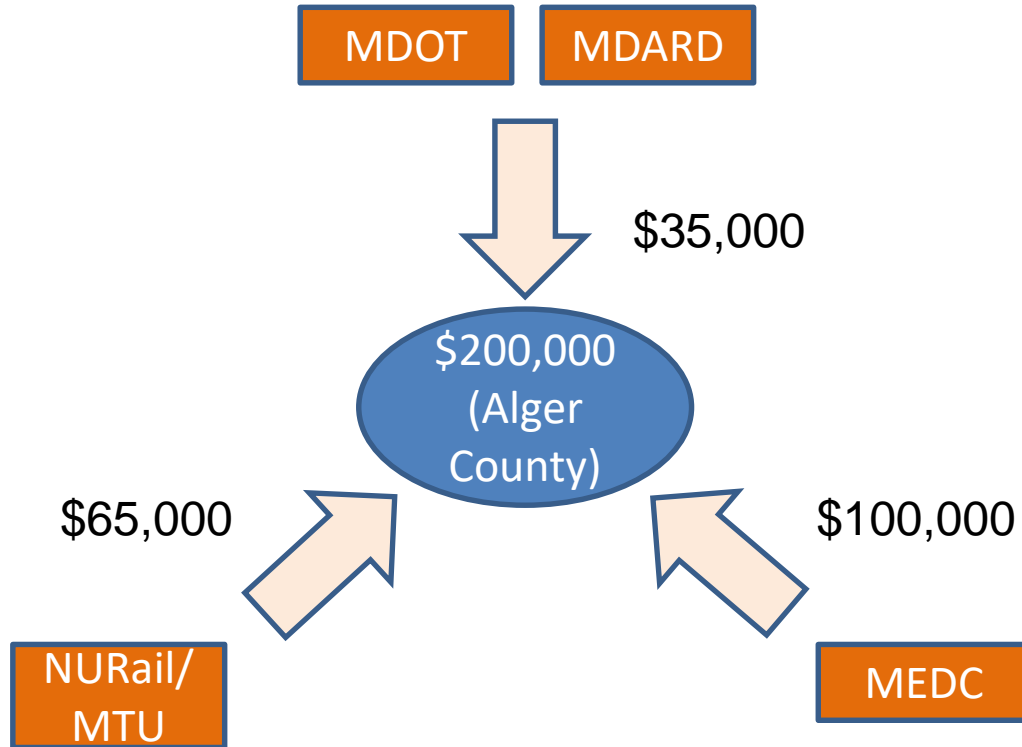 MDOT
MDARD
$35,000
$200,000
(Alger
County)
$65,000
$100,000
NURail/
MTU
MEDC